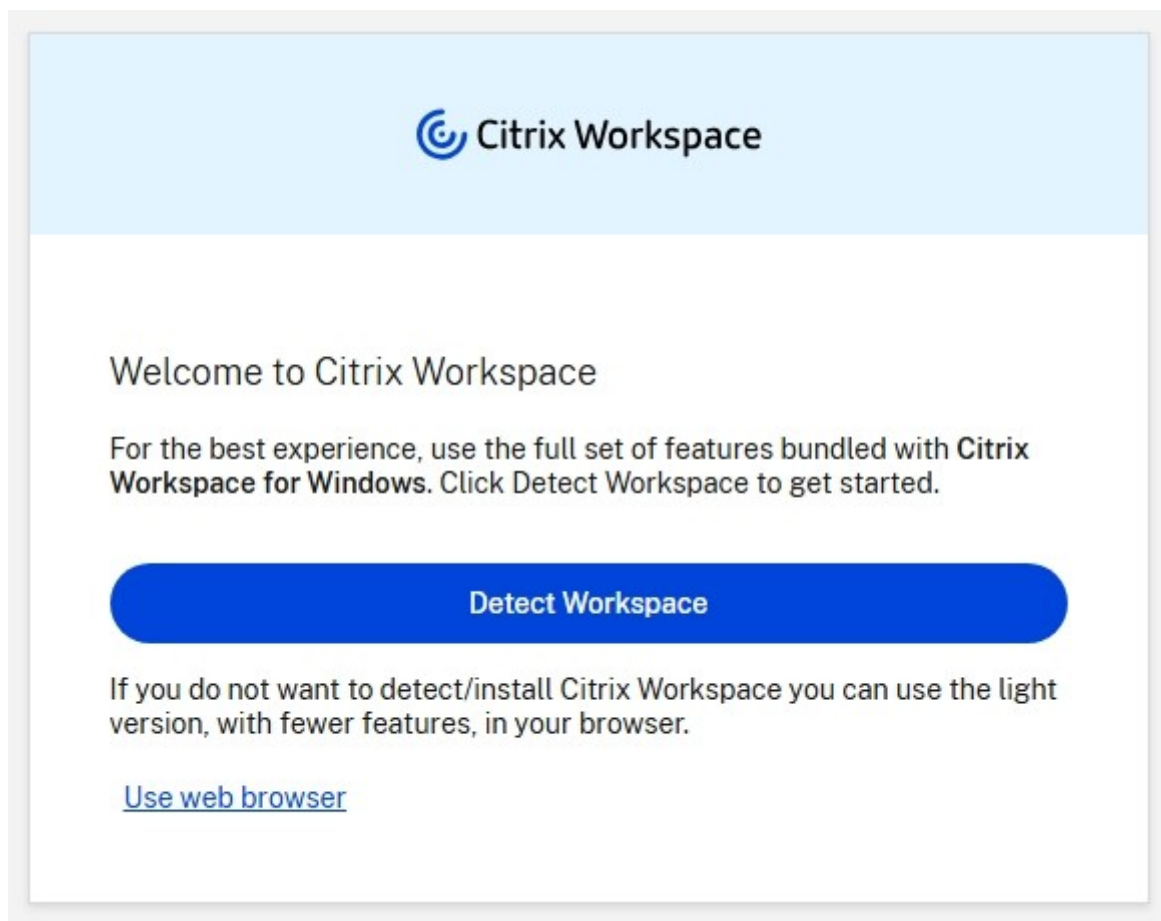 Citrix Workspace
Welcome to Citrix Workspace
For the best experience, use the full set of features bundled with Citrix
Workspace for Windows. Click Detect Workspace to get started.
Detect Workspace
If you do not want to detect/install Citrix Workspace you can use the light
version, with fewer features, in your browser.
Use web browser